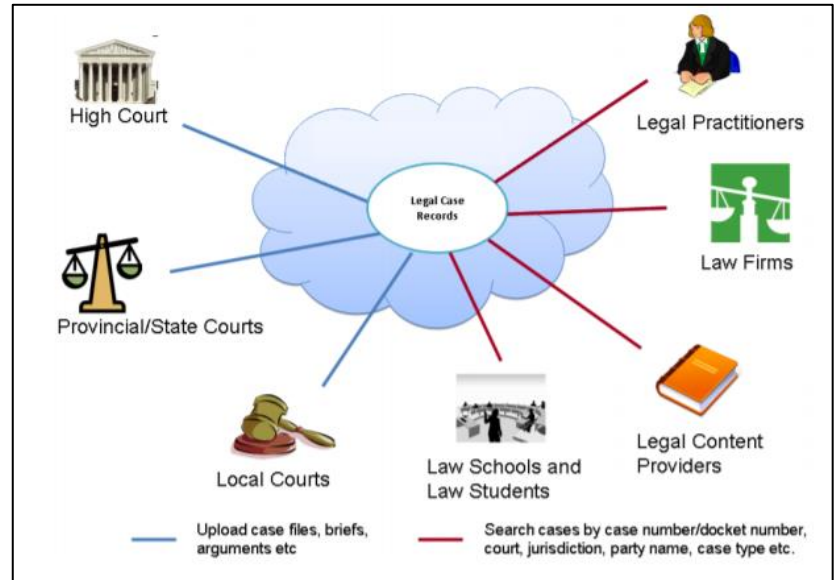 High Court
Legal Practitioners
Legal Case
Records
Law Firms
Provincial/State Courts
Local Courts
Law Schools and
Law Students
Legal Content
Providers
Upload case files, briefs,
arguments etc
Search cases by case number/docket number,
court, jurisdiction, party name, case type etc.